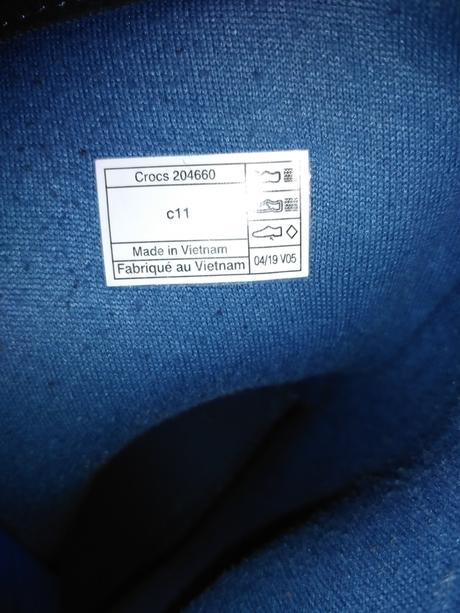 Crocs 204660
c11
Made in Vietnam
Fabriqué au Vietnam
04/19 V05